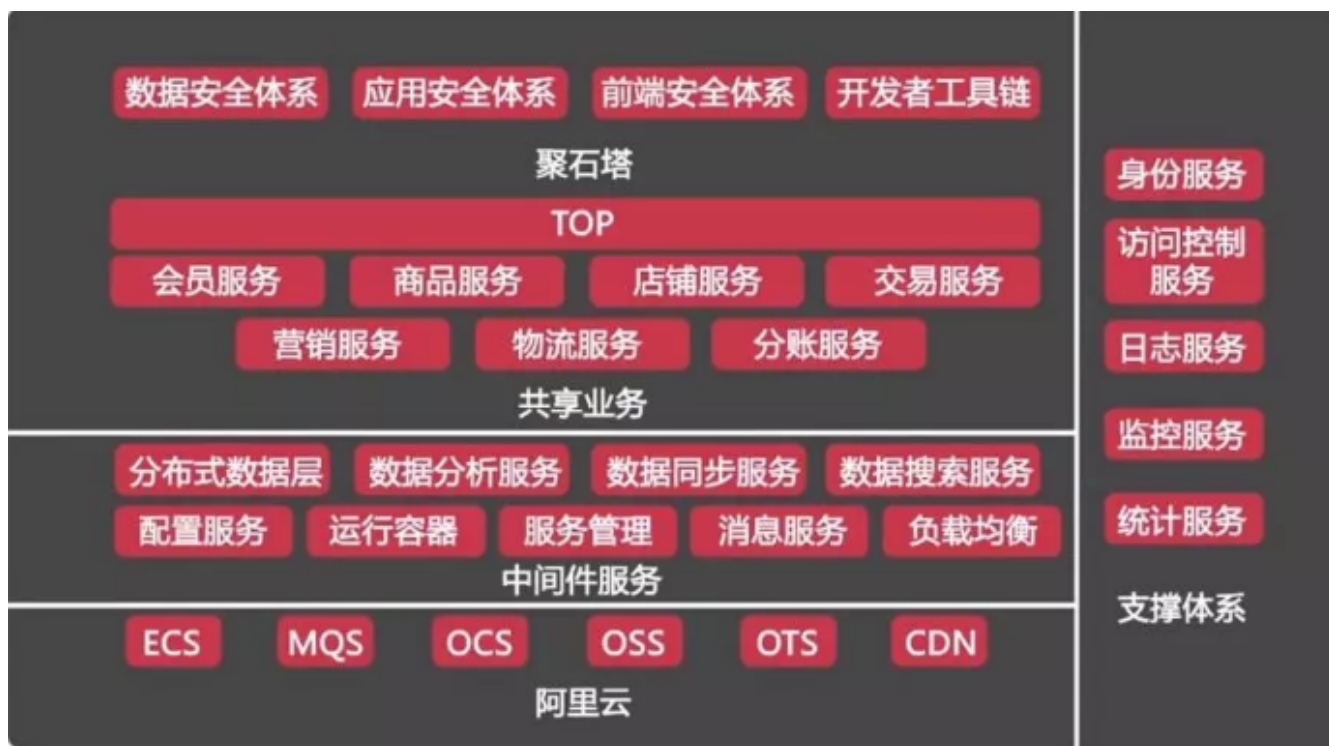 数据安全体系 应用安全体系 前端安全体系 开发者工具链
聚石塔
TOP
会员服务 商品服务 店铺服务 交易服务
营销服务 物流服务 分账服务
共享业务
分布式数据层 数据分析服务 数据同步服务 数据搜索服务
配置服务 运行容器 服务管理 消息服务 负载均衡
中间件服务
ECS MQS OCS OSS OTS CDN
阿里云
身份服务
访问控制
服务
日志服务
监控服务
统计服务
支撑体系